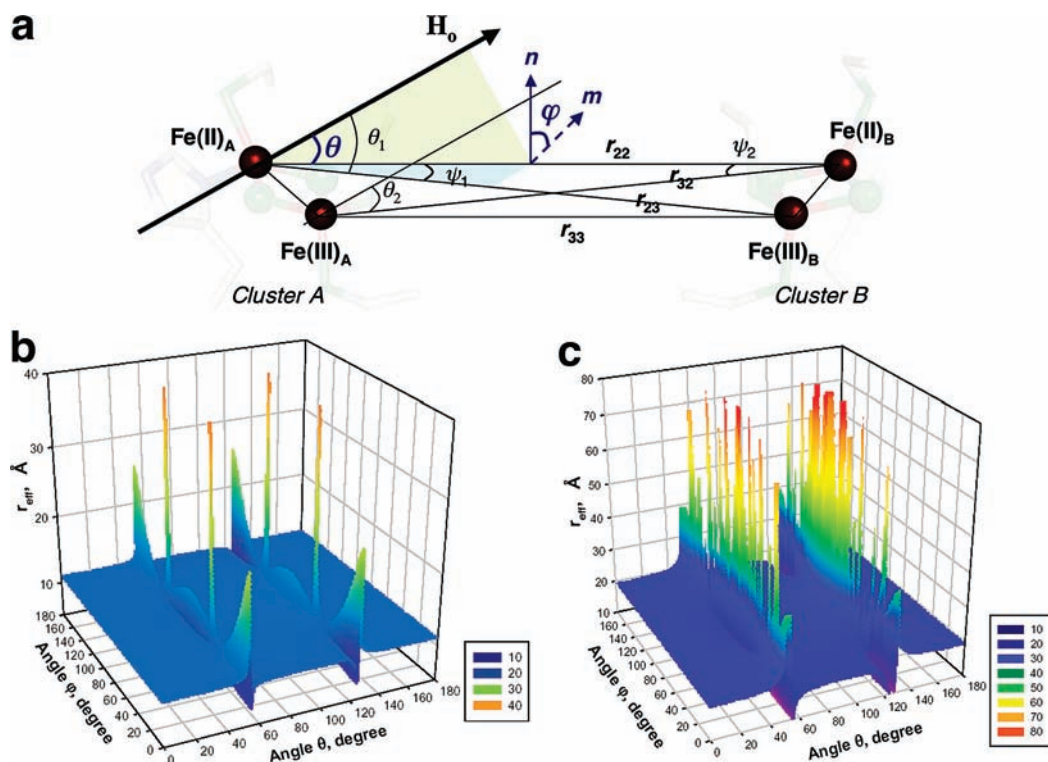 a
H₀
n
m
φ
Fe(II)A
θ
θ₁
Fe(II)B
r₂₂
ψ₂
ψ₁
r₃₂
θ₂
r₂₃
r₃₃
Fe(III)A
Fe(III)B
Cluster A
Cluster B
b
40
30
20
10
reff, Å
180
160
140
120
100
80
60
40
20
0
Angle φ, degree
0
20
40
60
80
100
120
140
160
180
Angle θ, degree
10
20
30
40
c
80
70
60
50
40
30
20
10
reff, Å
160
140
120
100
80
60
40
20
0
Angle φ, degree
0
20
40
60
80
100
120
140
160
180
Angle θ, degree
10
20
30
40
50
60
70
80